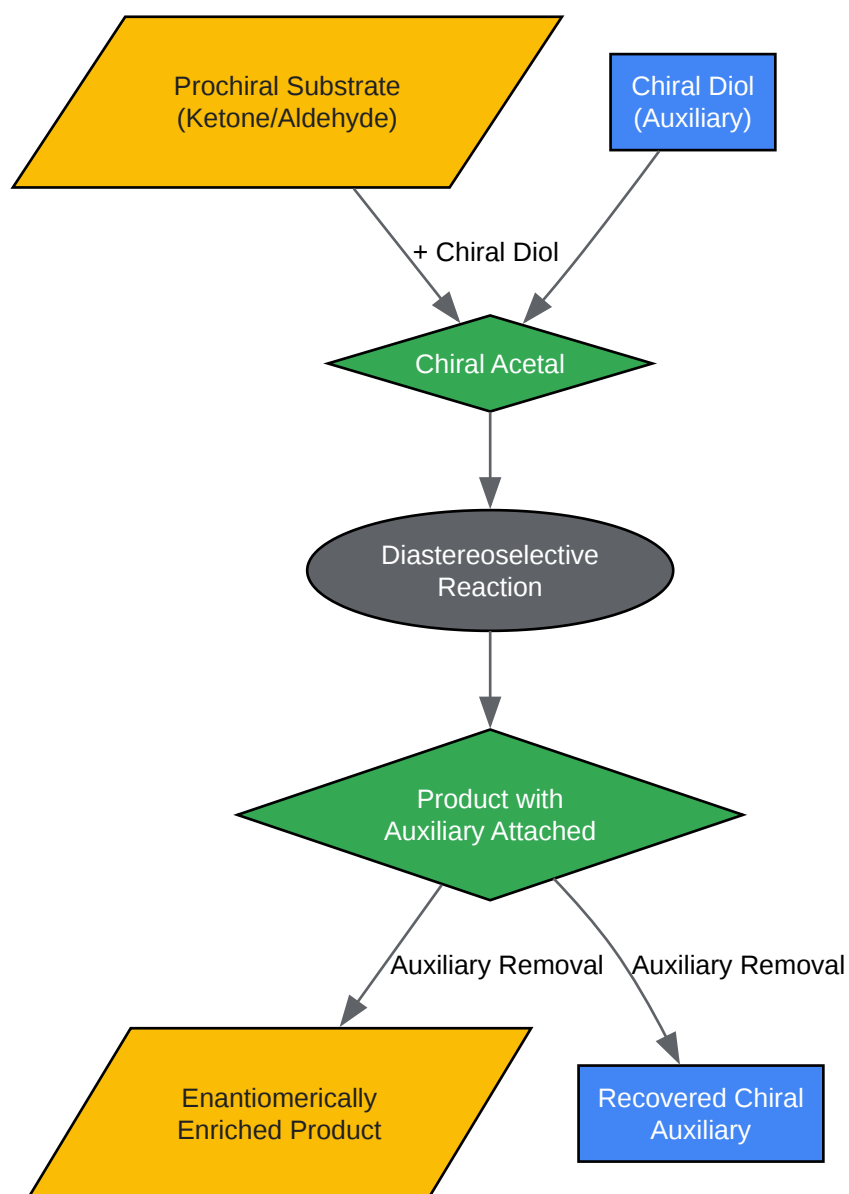 Prochiral Substrate
(Ketone/Aldehyde)
Chiral Diol
(Auxiliary)
+ Chiral Diol
Chiral Acetal
Diastereoselective
Reaction
Product with
Auxiliary Attached
Auxiliary Removal
Auxiliary Removal
Enantiomerically
Enriched Product
Recovered Chiral
Auxiliary